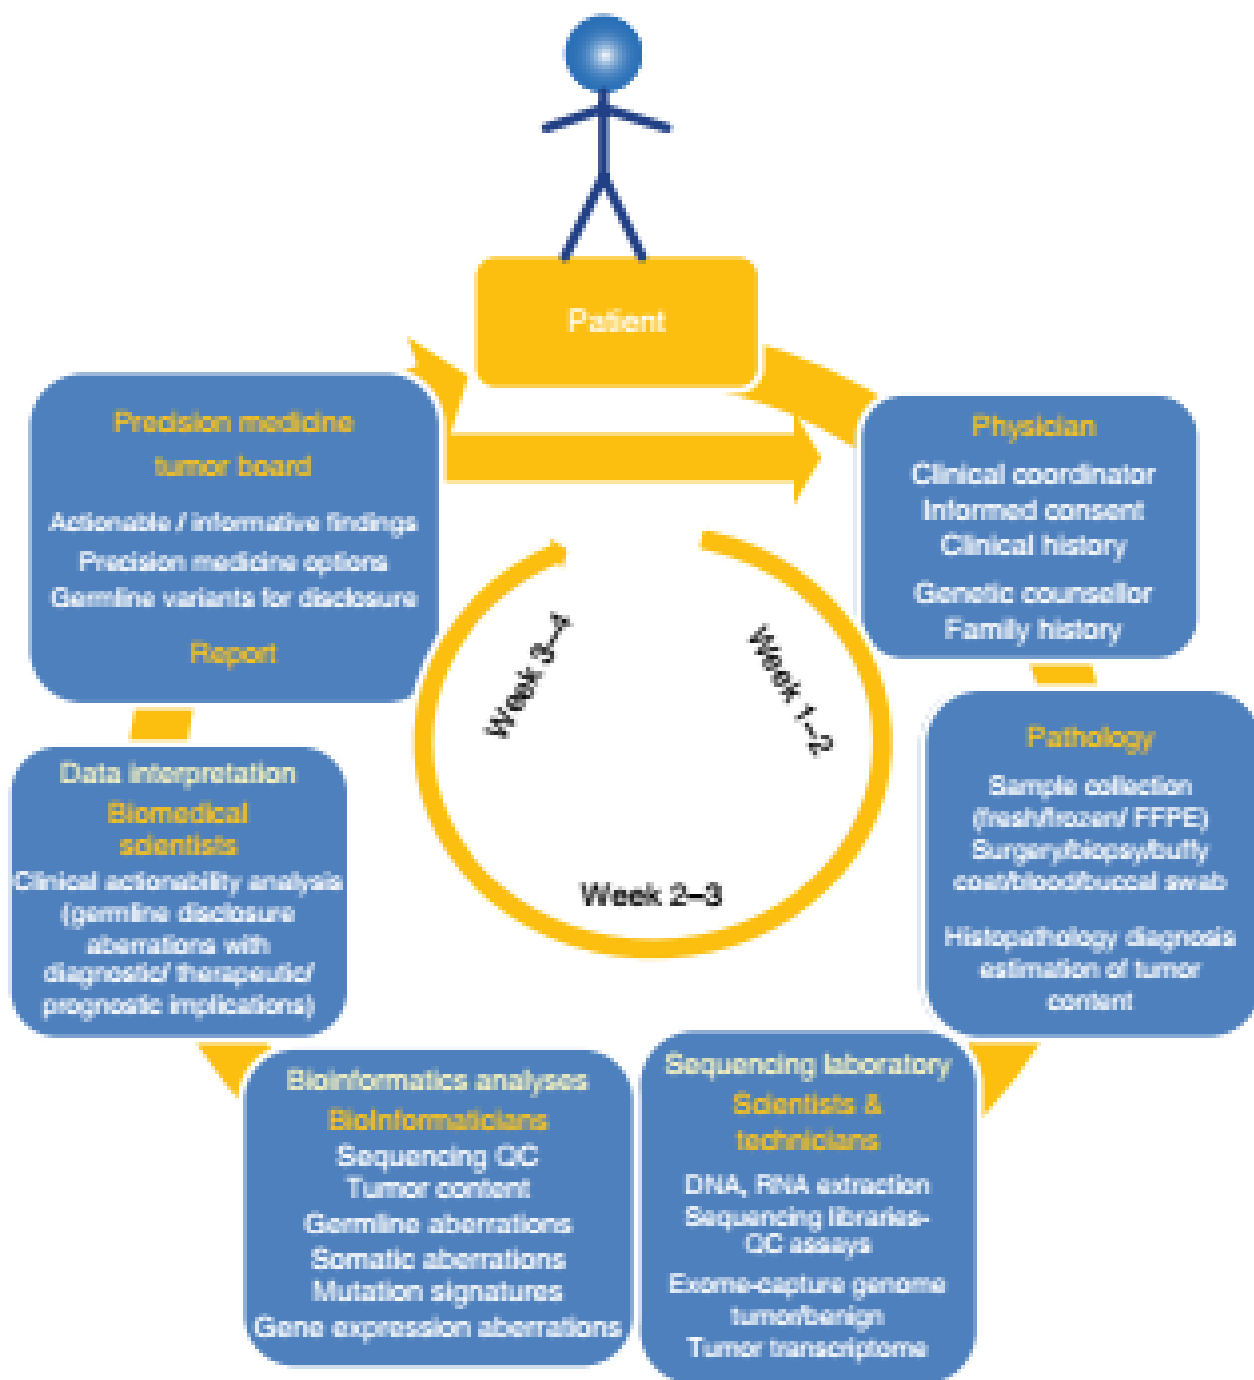 Patient
Physician
Clinical coordinator
Informed consent
Clinical history
Genetic counsellor
Family history
Pathology
Sample collection
(fresh/frozen/ FFPE)
Surgery/biopsy/buffy
coat/blood/buccal swab
Histopathology diagnosis
estimation of tumor
content
Sequencing laboratory
Scientists &
technicians
DNA, RNA extraction
Sequencing libraries-
QC assays
Exome-capture genome
tumor/benign
Tumor transcriptome
Bioinformatics analyses
Bioinformaticians
Sequencing QC
Tumor content
Germline aberrations
Somatic aberrations
Mutation signatures
Gene expression aberrations
Data interpretation
Biomedical
scientists
Clinical actionability analysis
(germline disclosure
aberrations with
diagnostic/ therapeutic/
prognostic implications)
Precision medicine
tumor board
Actionable / informative findings
Precision medicine options
Germline variants for disclosure
Report
Week 1–2
Week 2–3
Week 3–4